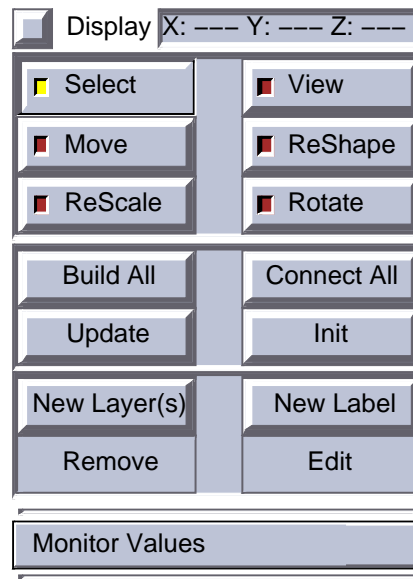 Display X: --- Y: --- Z: ---
Select View
Move ReShape
ReScale Rotate
Build All Connect All
Update Init
New Layer(s) New Label
Remove Edit
Monitor Values